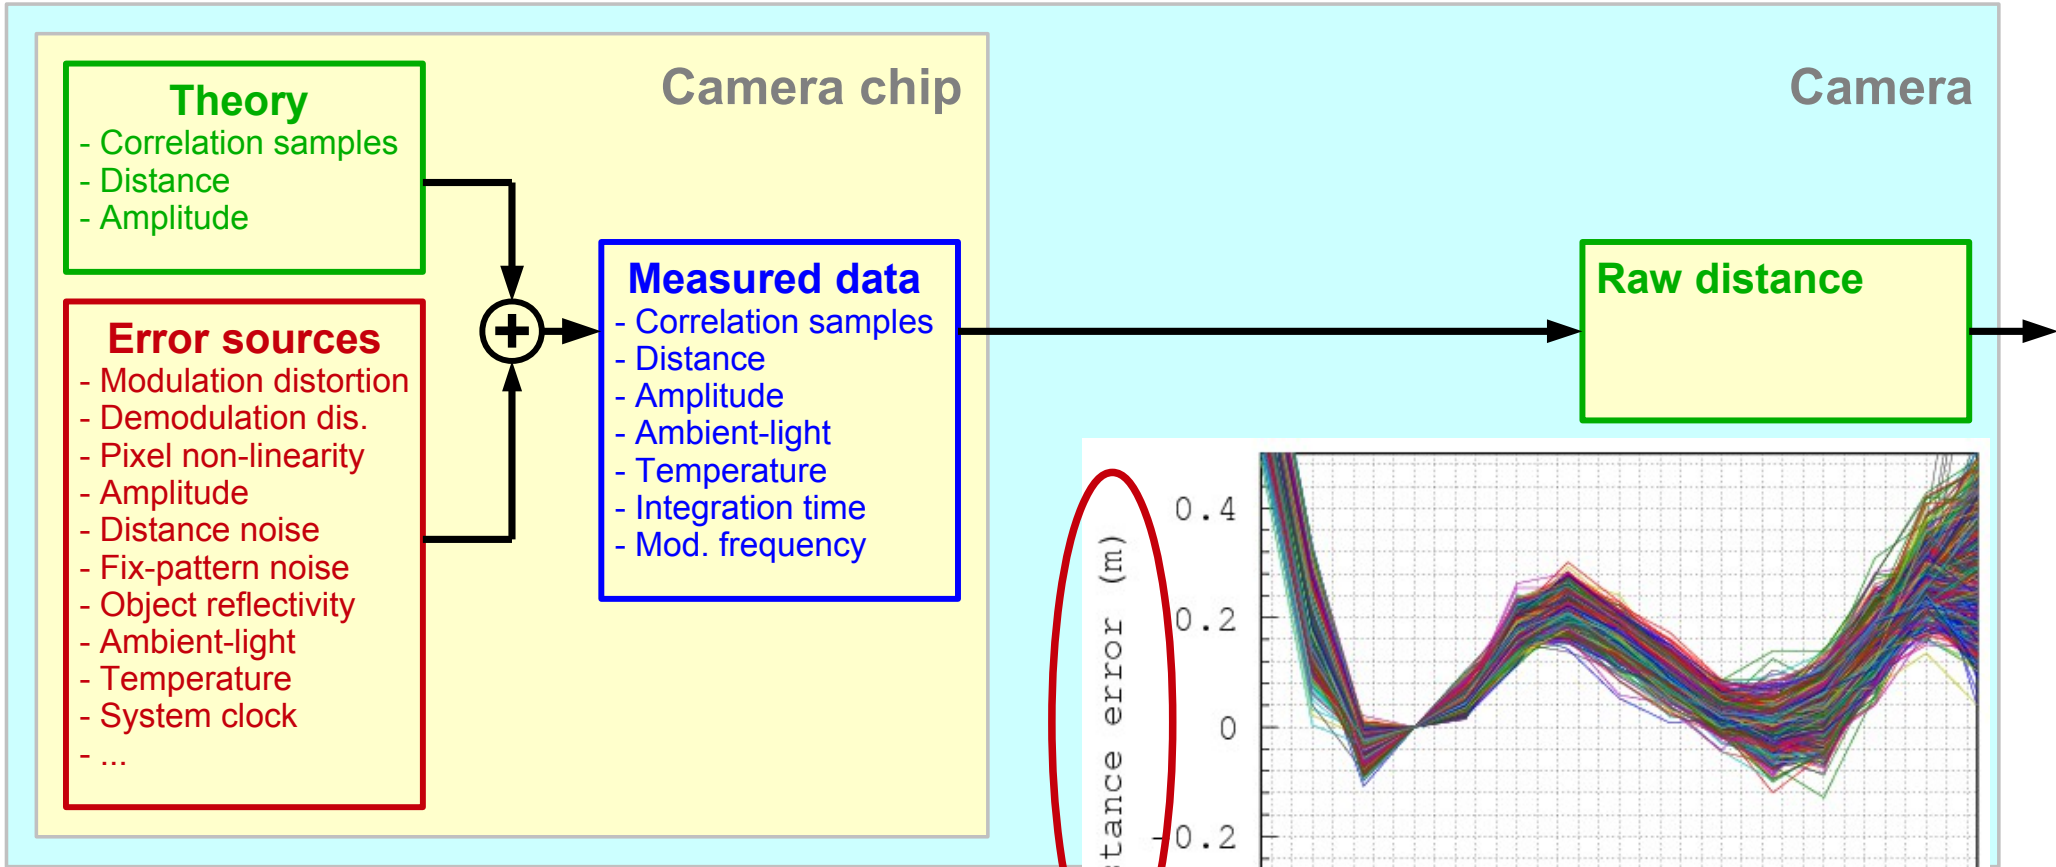 Camera chip
Camera
Theory
- Correlation samples
- Distance
- Amplitude
Error sources
- Modulation distortion
- Demodulation dis.
- Pixel non-linearity
- Amplitude
- Distance noise
- Fix-pattern noise
- Object reflectivity
- Ambient-light
- Temperature
- System clock
- ...
+
Measured data
- Correlation samples
- Distance
- Amplitude
- Ambient-light
- Temperature
- Integration time
- Mod. frequency
Raw distance
tance error (m)
0.4
0.2
0
-0.2